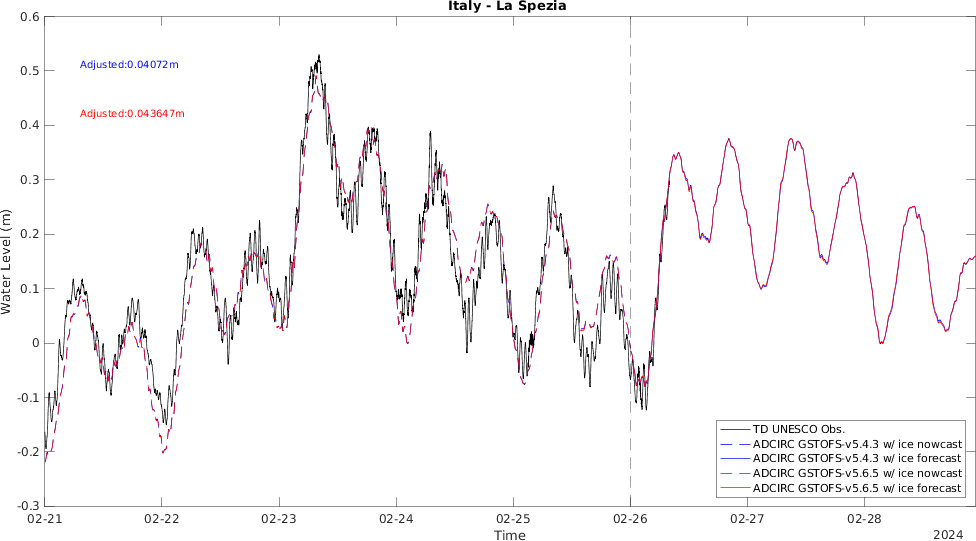 Italy - La Spezia
0.6
0.5
0.4
0.3
0.2
0.1
0
-0.1
-0.2
-0.3
Water Level (m)
Adjusted:0.04072m
Adjusted:0.043647m
TD UNESCO Obs.
ADCIRC GSTOFS-v5.4.3 w/ ice nowcast
ADCIRC GSTOFS-v5.4.3 w/ ice forecast
ADCIRC GSTOFS-v5.6.5 w/ ice nowcast
ADCIRC GSTOFS-v5.6.5 w/ ice forecast
02-21 02-22 02-23 02-24 02-25 02-26 02-27 02-28
Time
2024